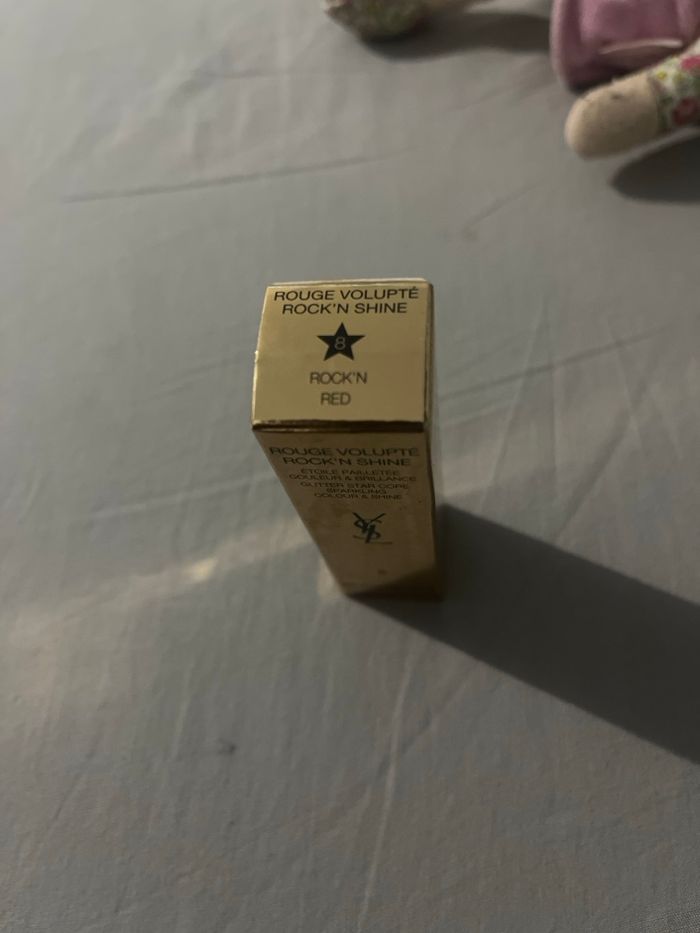 ROUGE VOLUPTÉ
ROCK'N SHINE
8
ROCK'N
RED
ROUGE VOLUPTÉ
ROCK'N SHINE
ÉTOILE PAILLETÉE
COULEUR & BRILLANCE
GLITTER STAR CORE
SPARKLING
COLOUR & SHINE
YSL